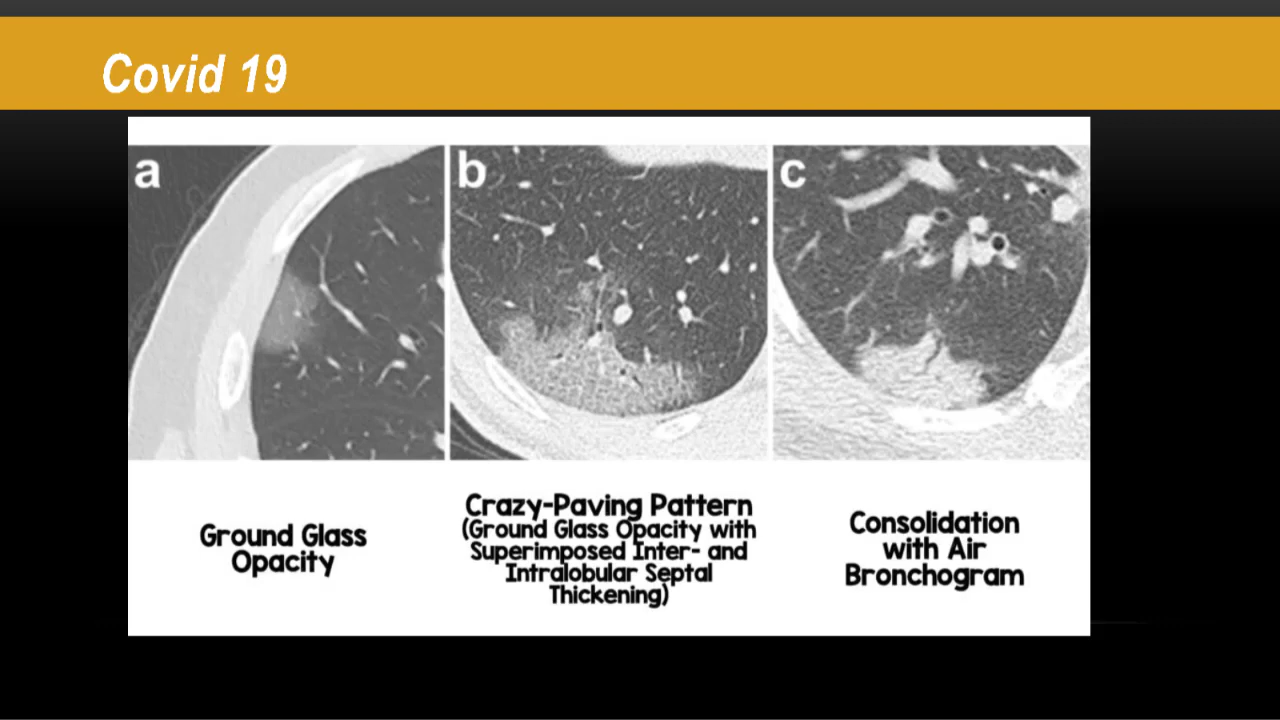 Covid 19
a
b
c
Ground Glass
Opacity
Crazy-Paving Pattern
(Ground Glass Opacity with
Superimposed Inter- and
Intralobular Septal
Thickening)
Consolidation
with Air
Bronchogram